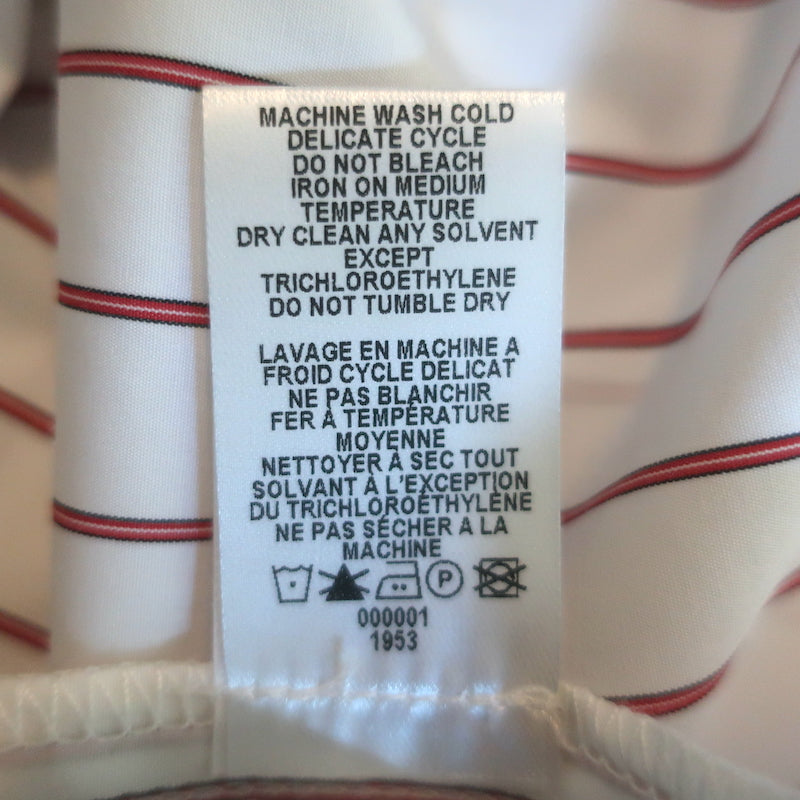 MACHINE WASH COLD
DELICATE CYCLE
DO NOT BLEACH
IRON ON MEDIUM
TEMPERATURE
DRY CLEAN ANY SOLVENT
EXCEPT
TRICHLOROETHYLENE
DO NOT TUMBLE DRY
LAVAGE EN MACHINE A
FROID CYCLE DELICAT
NE PAS BLANCHIR
FER À TEMPÉRATURE
MOYENNE
NETTOYER À SEC TOUT
SOLVANT À L'EXCEPTION
DU TRICHLOROÉTHYLÈNE
NE PAS SÉCHER A LA
MACHINE
P
000001
1953